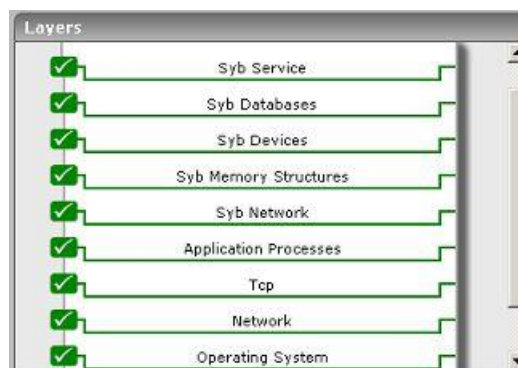 Layers
Syb Service
Syb Databases
Syb Devices
Syb Memory Structures
Syb Network
Application Processes
Tcp
Network
Operating System